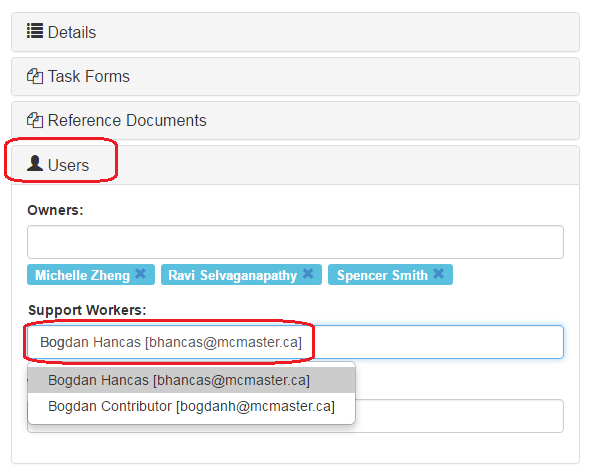 Details
Task Forms
Reference Documents
Users
Owners:
Michelle Zheng Ravi Selvaganapathy Spencer Smith
Support Workers:
Bogdan Hancas [bhancas@mcmaster.ca]
Bogdan Hancas [bhancas@mcmaster.ca]
Bogdan Contributor [bogdanh@mcmaster.ca]